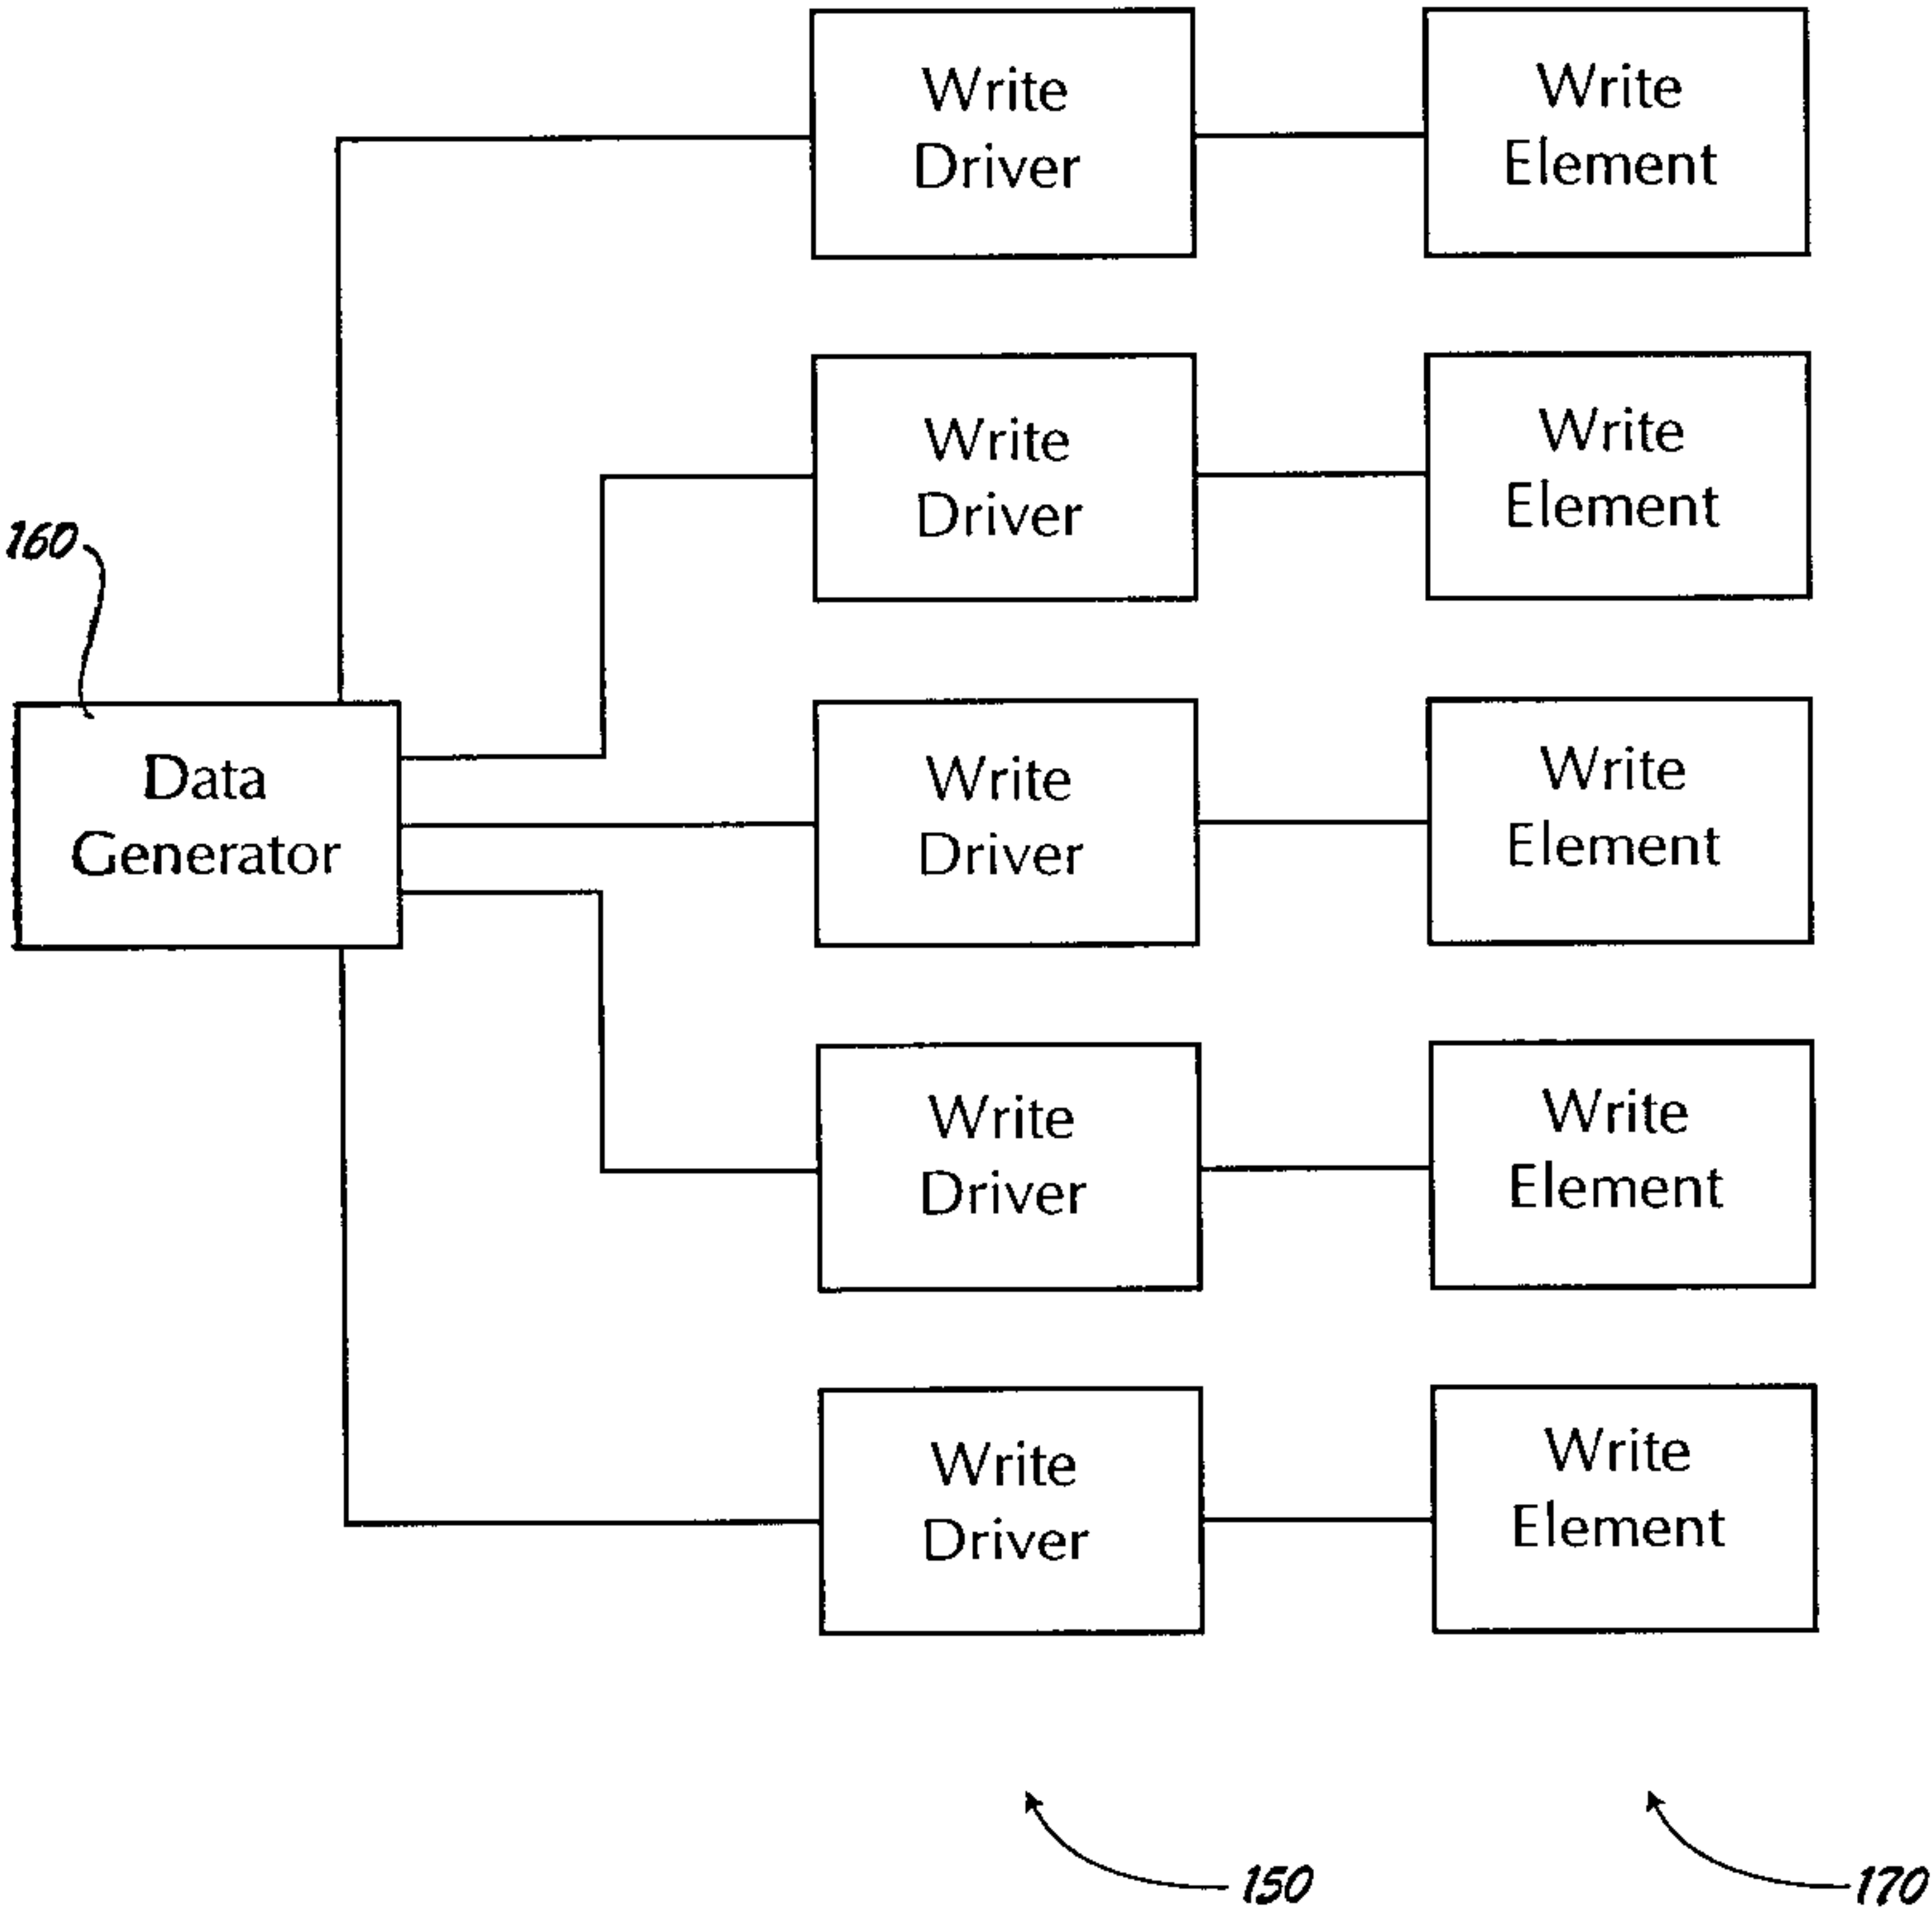 Write
Driver
Write
Element
Write
Driver
Write
Element
160
Data
Generator
Write
Driver
Write
Element
Write
Driver
Write
Element
Write
Driver
Write
Element
150
170